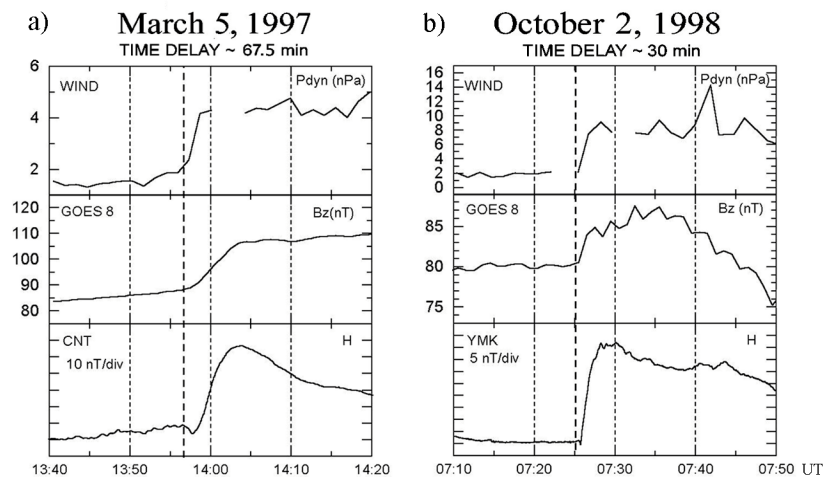 a) March 5, 1997
TIME DELAY ~ 67.5 min
6
WIND
Pdyn (nPa)
4
2
120
GOES 8
Bz(nT)
110
100
90
80
CNT
H
10 nT/div
13:40 13:50 14:00 14:10 14:20
b) October 2, 1998
TIME DELAY ~ 30 min
16
WIND
Pdyn (nPa)
14
12
10
8
6
4
2
0
GOES 8
Bz (nT)
85
80
75
YMK
H
5 nT/div
07:10 07:20 07:30 07:40 07:50 UT